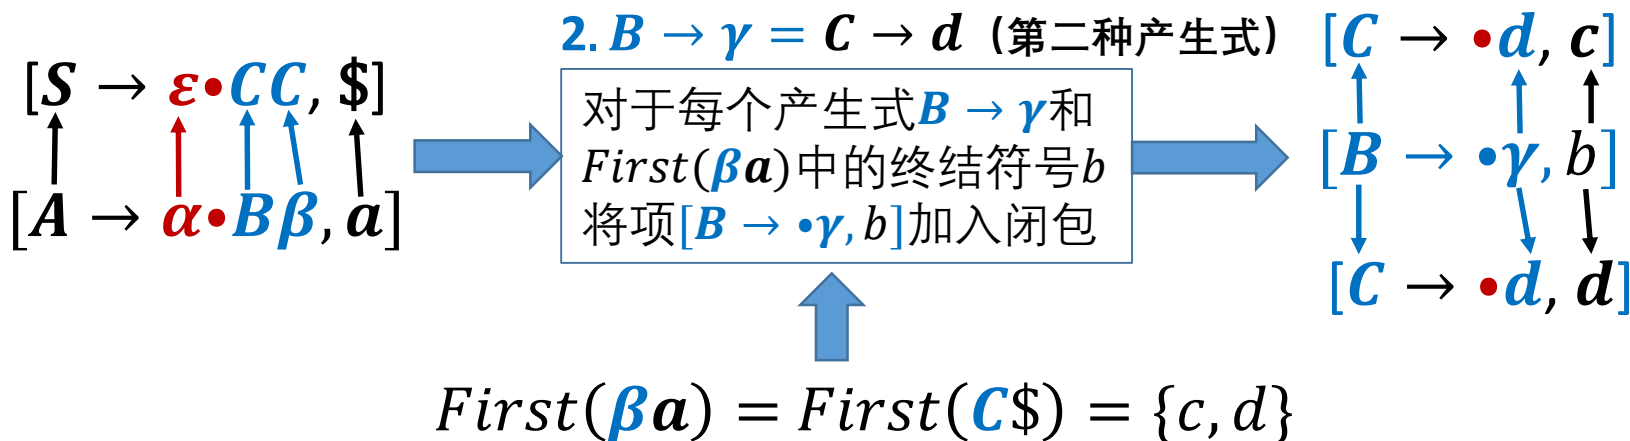 2. B → γ = C → d (第二种产生式)
[S → ε•CC, $]
[A → α•Bβ, a]
对于每个产生式B → γ和
First(βa)中的终结符号b
将项[B → •γ, b]加入闭包
[C → •d, c]
[B → •γ, b]
[C → •d, d]
First(βa) = First(C$) = {c, d}